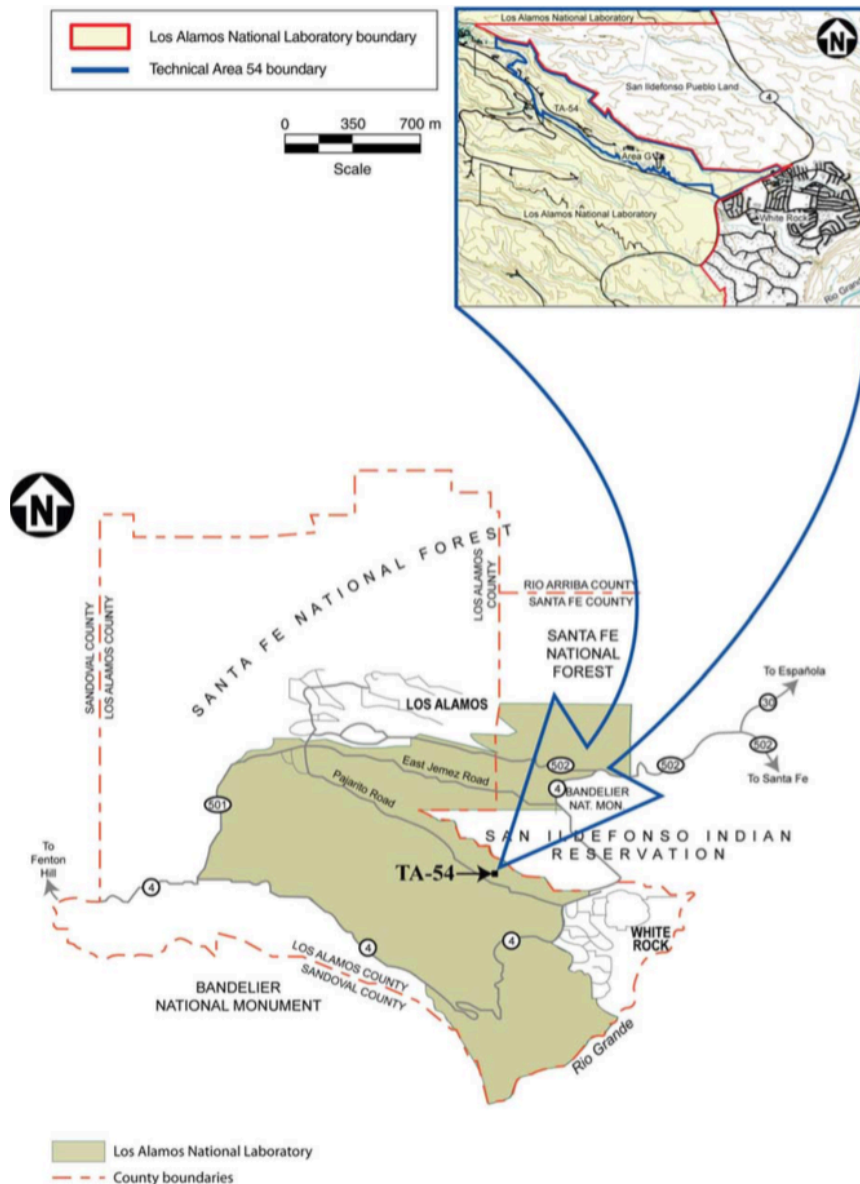 Los Alamos National Laboratory boundary
Technical Area 54 boundary
0 350 700 m
Scale
Los Alamos National Laboratory
N
San Ildefonso Pueblo Land
4
TA-54
Area G
Los Alamos National Laboratory
White Rock
Rio Grande
N
SANTA FE NATIONAL FOREST
LOS ALAMOS
COUNTY
RIO ARRIBA COUNTY
SANTA FE COUNTY
SANDOVAL COUNTY
LOS ALAMOS COUNTY
SANTA FE
NATIONAL
FOREST
To Española
30
502
To Santa Fe
LOS ALAMOS
502
502
East Jemez Road
Pajarito Road
4
BANDELIER
NAT. MON
501
SAN ILDEFONSO INDIAN
RESERVATION
To
Fenton
Hill
4
TA-54
WHITE
ROCK
4
4
LOS ALAMOS COUNTY
SANDOVAL COUNTY
BANDELIER
NATIONAL MONUMENT
Rio Grande
Los Alamos National Laboratory
County boundaries